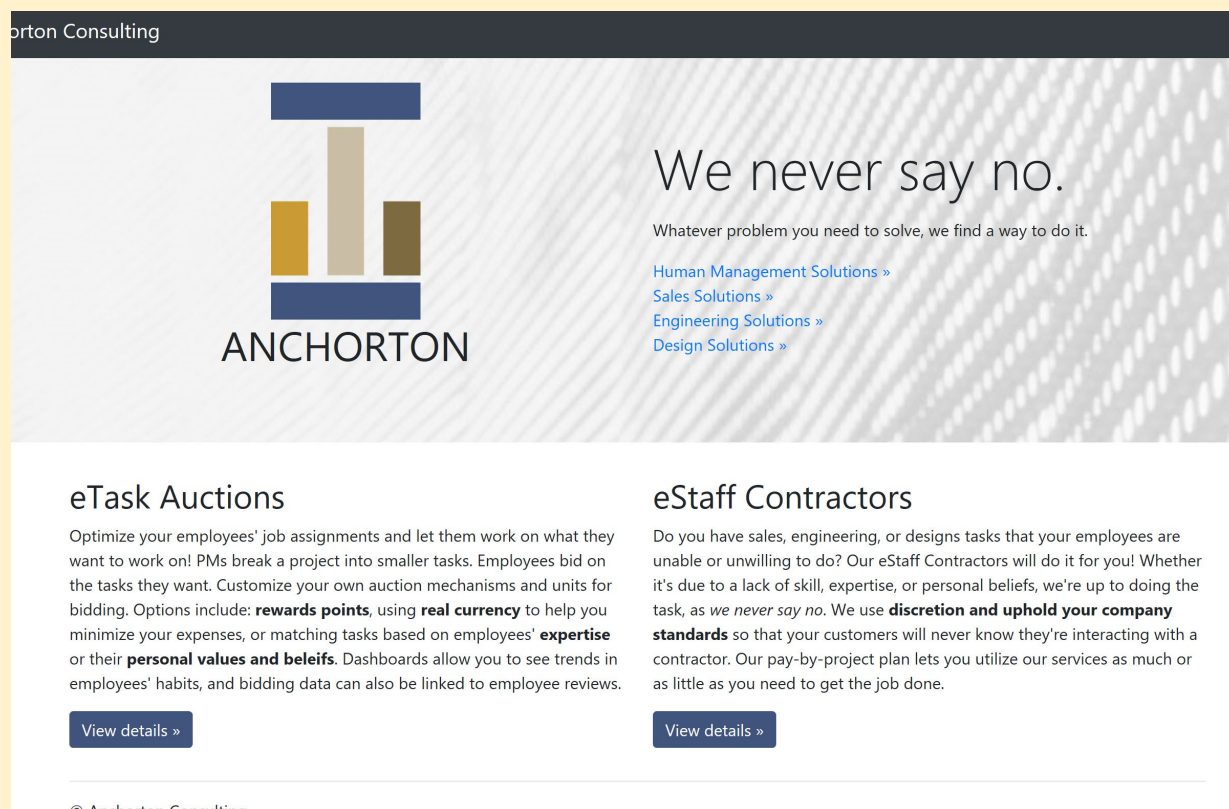 orton Consulting
ANCHORTON
We never say no.
Whatever problem you need to solve, we find a way to do it.
Human Management Solutions »
Sales Solutions »
Engineering Solutions »
Design Solutions »
eTask Auctions
Optimize your employees' job assignments and let them work on what they
want to work on! PMs break a project into smaller tasks. Employees bid on
the tasks they want. Customize your own auction mechanisms and units for
bidding. Options include: rewards points, using real currency to help you
minimize your expenses, or matching tasks based on employees' expertise
or their personal values and beleifs. Dashboards allow you to see trends in
employees' habits, and bidding data can also be linked to employee reviews.
View details »
eStaff Contractors
Do you have sales, engineering, or designs tasks that your employees are
unable or unwilling to do? Our eStaff Contractors will do it for you! Whether
it's due to a lack of skill, expertise, or personal beliefs, we're up to doing the
task, as we never say no. We use discretion and uphold your company
standards so that your customers will never know they're interacting with a
contractor. Our pay-by-project plan lets you utilize our services as much or
as little as you need to get the job done.
View details »
© Anchorton Consulting